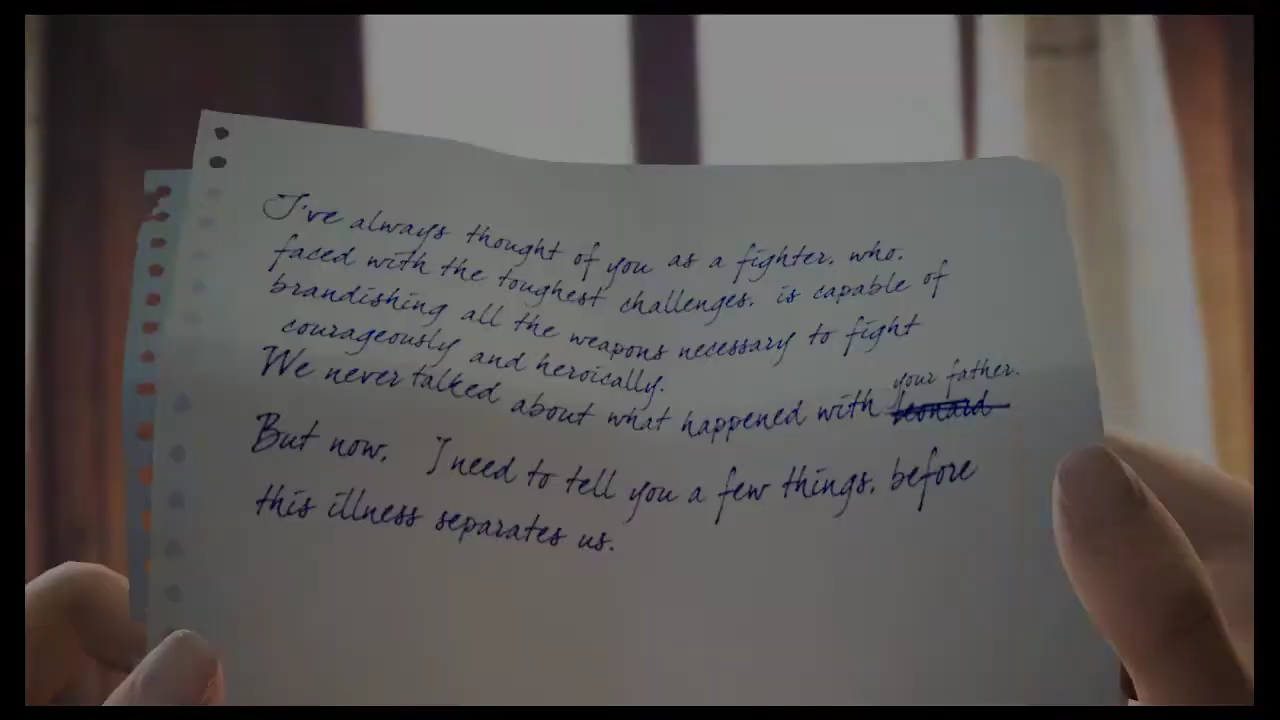 I've always thought of you as a fighter. who.
faced with the toughest challenges. is capable of
brandishing all the weapons necessary to fight
courageously and heroically.
We never talked about what happened with your father.
leonard
But now. I need to tell you a few things. before
this illness separates us.